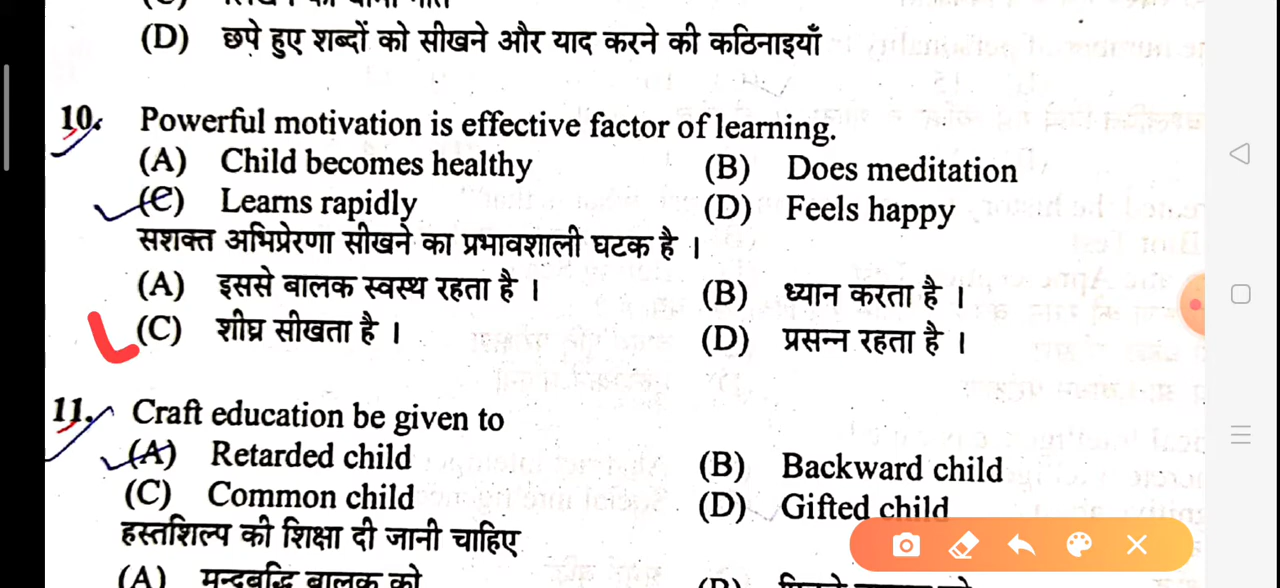 (D) छपे हुए शब्दों को सीखने और याद करने की कठिनाइयाँ
10. Powerful motivation is effective factor of learning.
(A) Child becomes healthy (B) Does meditation
(C) Learns rapidly (D) Feels happy
सशक्त अभिप्रेरणा सीखने का प्रभावशाली घटक है ।
(A) इससे बालक स्वस्थ रहता है । (B) ध्यान करता है ।
(C) शीघ्र सीखता है । (D) प्रसन्न रहता है ।
11. Craft education be given to
(A) Retarded child (B) Backward child
(C) Common child (D) Gifted child
हस्तशिल्प की शिक्षा दी जानी चाहिए
(A) मन्दबुद्धि बालक को